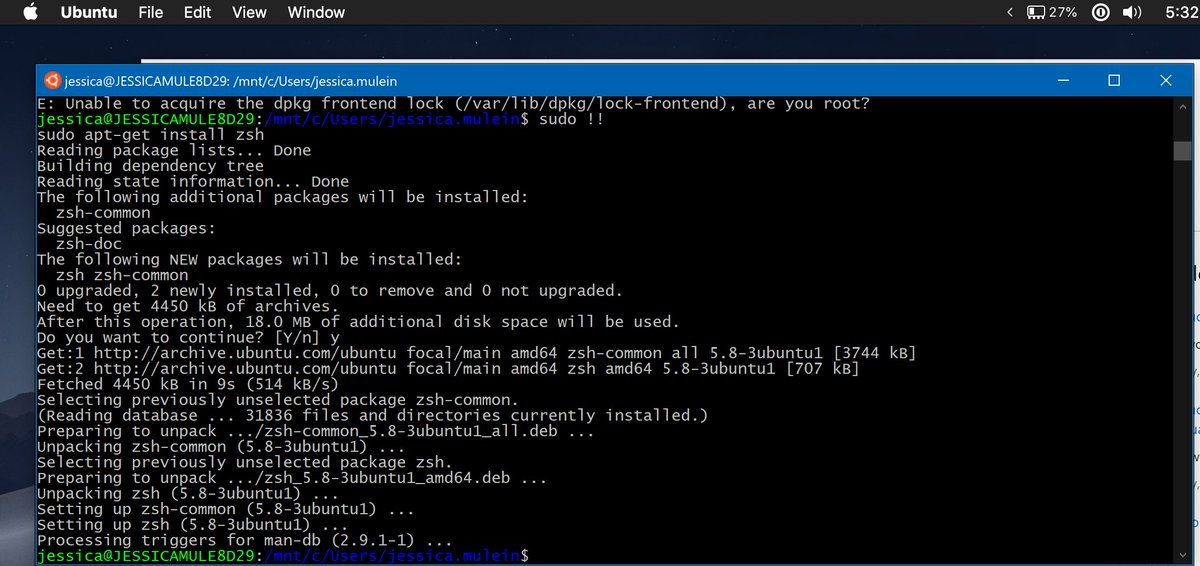 Ubuntu File Edit View Window 27% 5:32
jessica@JESSICAMULE8D29: /mnt/c/Users/jessica.mulein
E: Unable to acquire the dpkg frontend lock (/var/lib/dpkg/lock-frontend), are you root?
jessica@JESSICAMULE8D29:/mnt/c/Users/jessica.mulein$ sudo !!
sudo apt-get install zsh
Reading package lists... Done
Building dependency tree
Reading state information... Done
The following additional packages will be installed:
  zsh-common
Suggested packages:
  zsh-doc
The following NEW packages will be installed:
  zsh zsh-common
0 upgraded, 2 newly installed, 0 to remove and 0 not upgraded.
Need to get 4450 kB of archives.
After this operation, 18.0 MB of additional disk space will be used.
Do you want to continue? [Y/n] y
Get:1 http://archive.ubuntu.com/ubuntu focal/main amd64 zsh-common all 5.8-3ubuntu1 [3744 kB]
Get:2 http://archive.ubuntu.com/ubuntu focal/main amd64 zsh amd64 5.8-3ubuntu1 [707 kB]
Fetched 4450 kB in 9s (514 kB/s)
Selecting previously unselected package zsh-common.
(Reading database ... 31836 files and directories currently installed.)
Preparing to unpack .../zsh-common_5.8-3ubuntu1_all.deb ...
Unpacking zsh-common (5.8-3ubuntu1) ...
Selecting previously unselected package zsh.
Preparing to unpack .../zsh_5.8-3ubuntu1_amd64.deb ...
Unpacking zsh (5.8-3ubuntu1) ...
Setting up zsh-common (5.8-3ubuntu1) ...
Setting up zsh (5.8-3ubuntu1) ...
Processing triggers for man-db (2.9.1-1) ...
jessica@JESSICAMULE8D29:/mnt/c/Users/jessica.mulein$